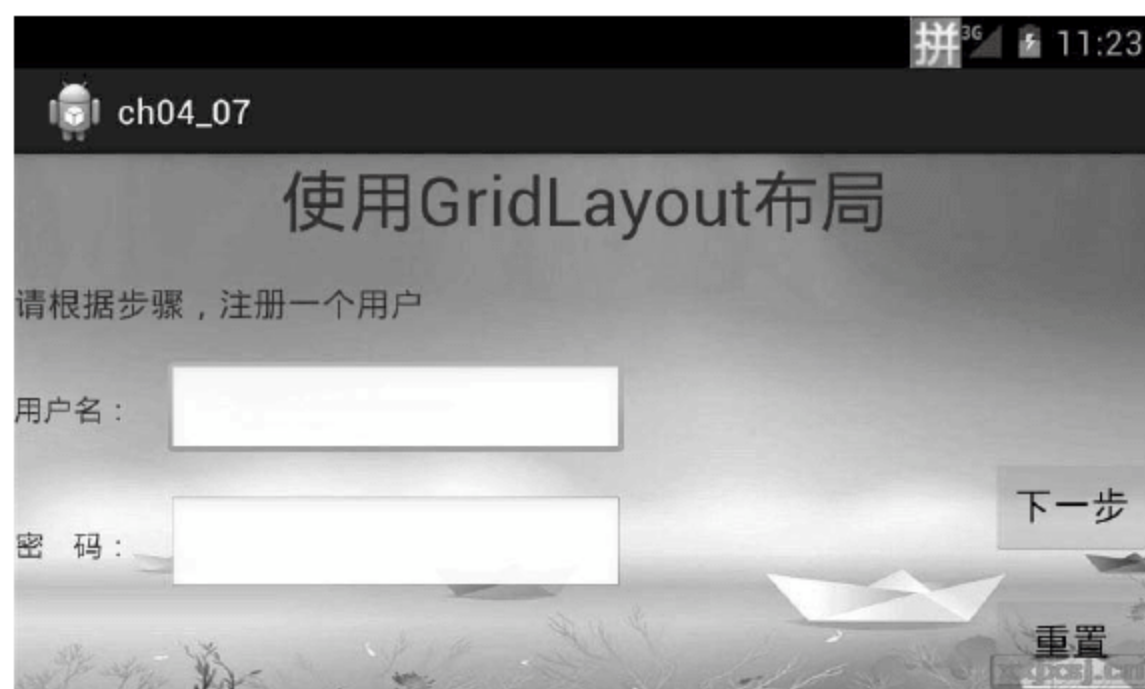 拼 3G 11:23
ch04_07
使用GridLayout布局
请根据步骤，注册一个用户
用户名：
密 码：
下一步
重置